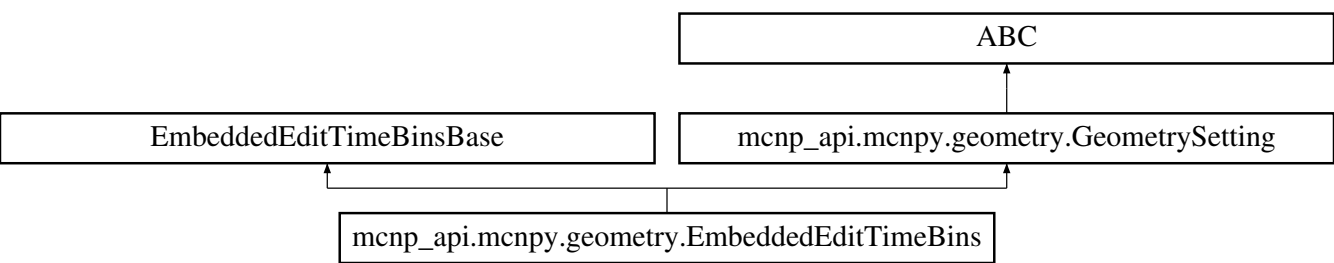 ABC
EmbeddedEditTimeBinsBase
mcnp_api.mcnpy.geometry.GeometrySetting
mcnp_api.mcnpy.geometry.EmbeddedEditTimeBins